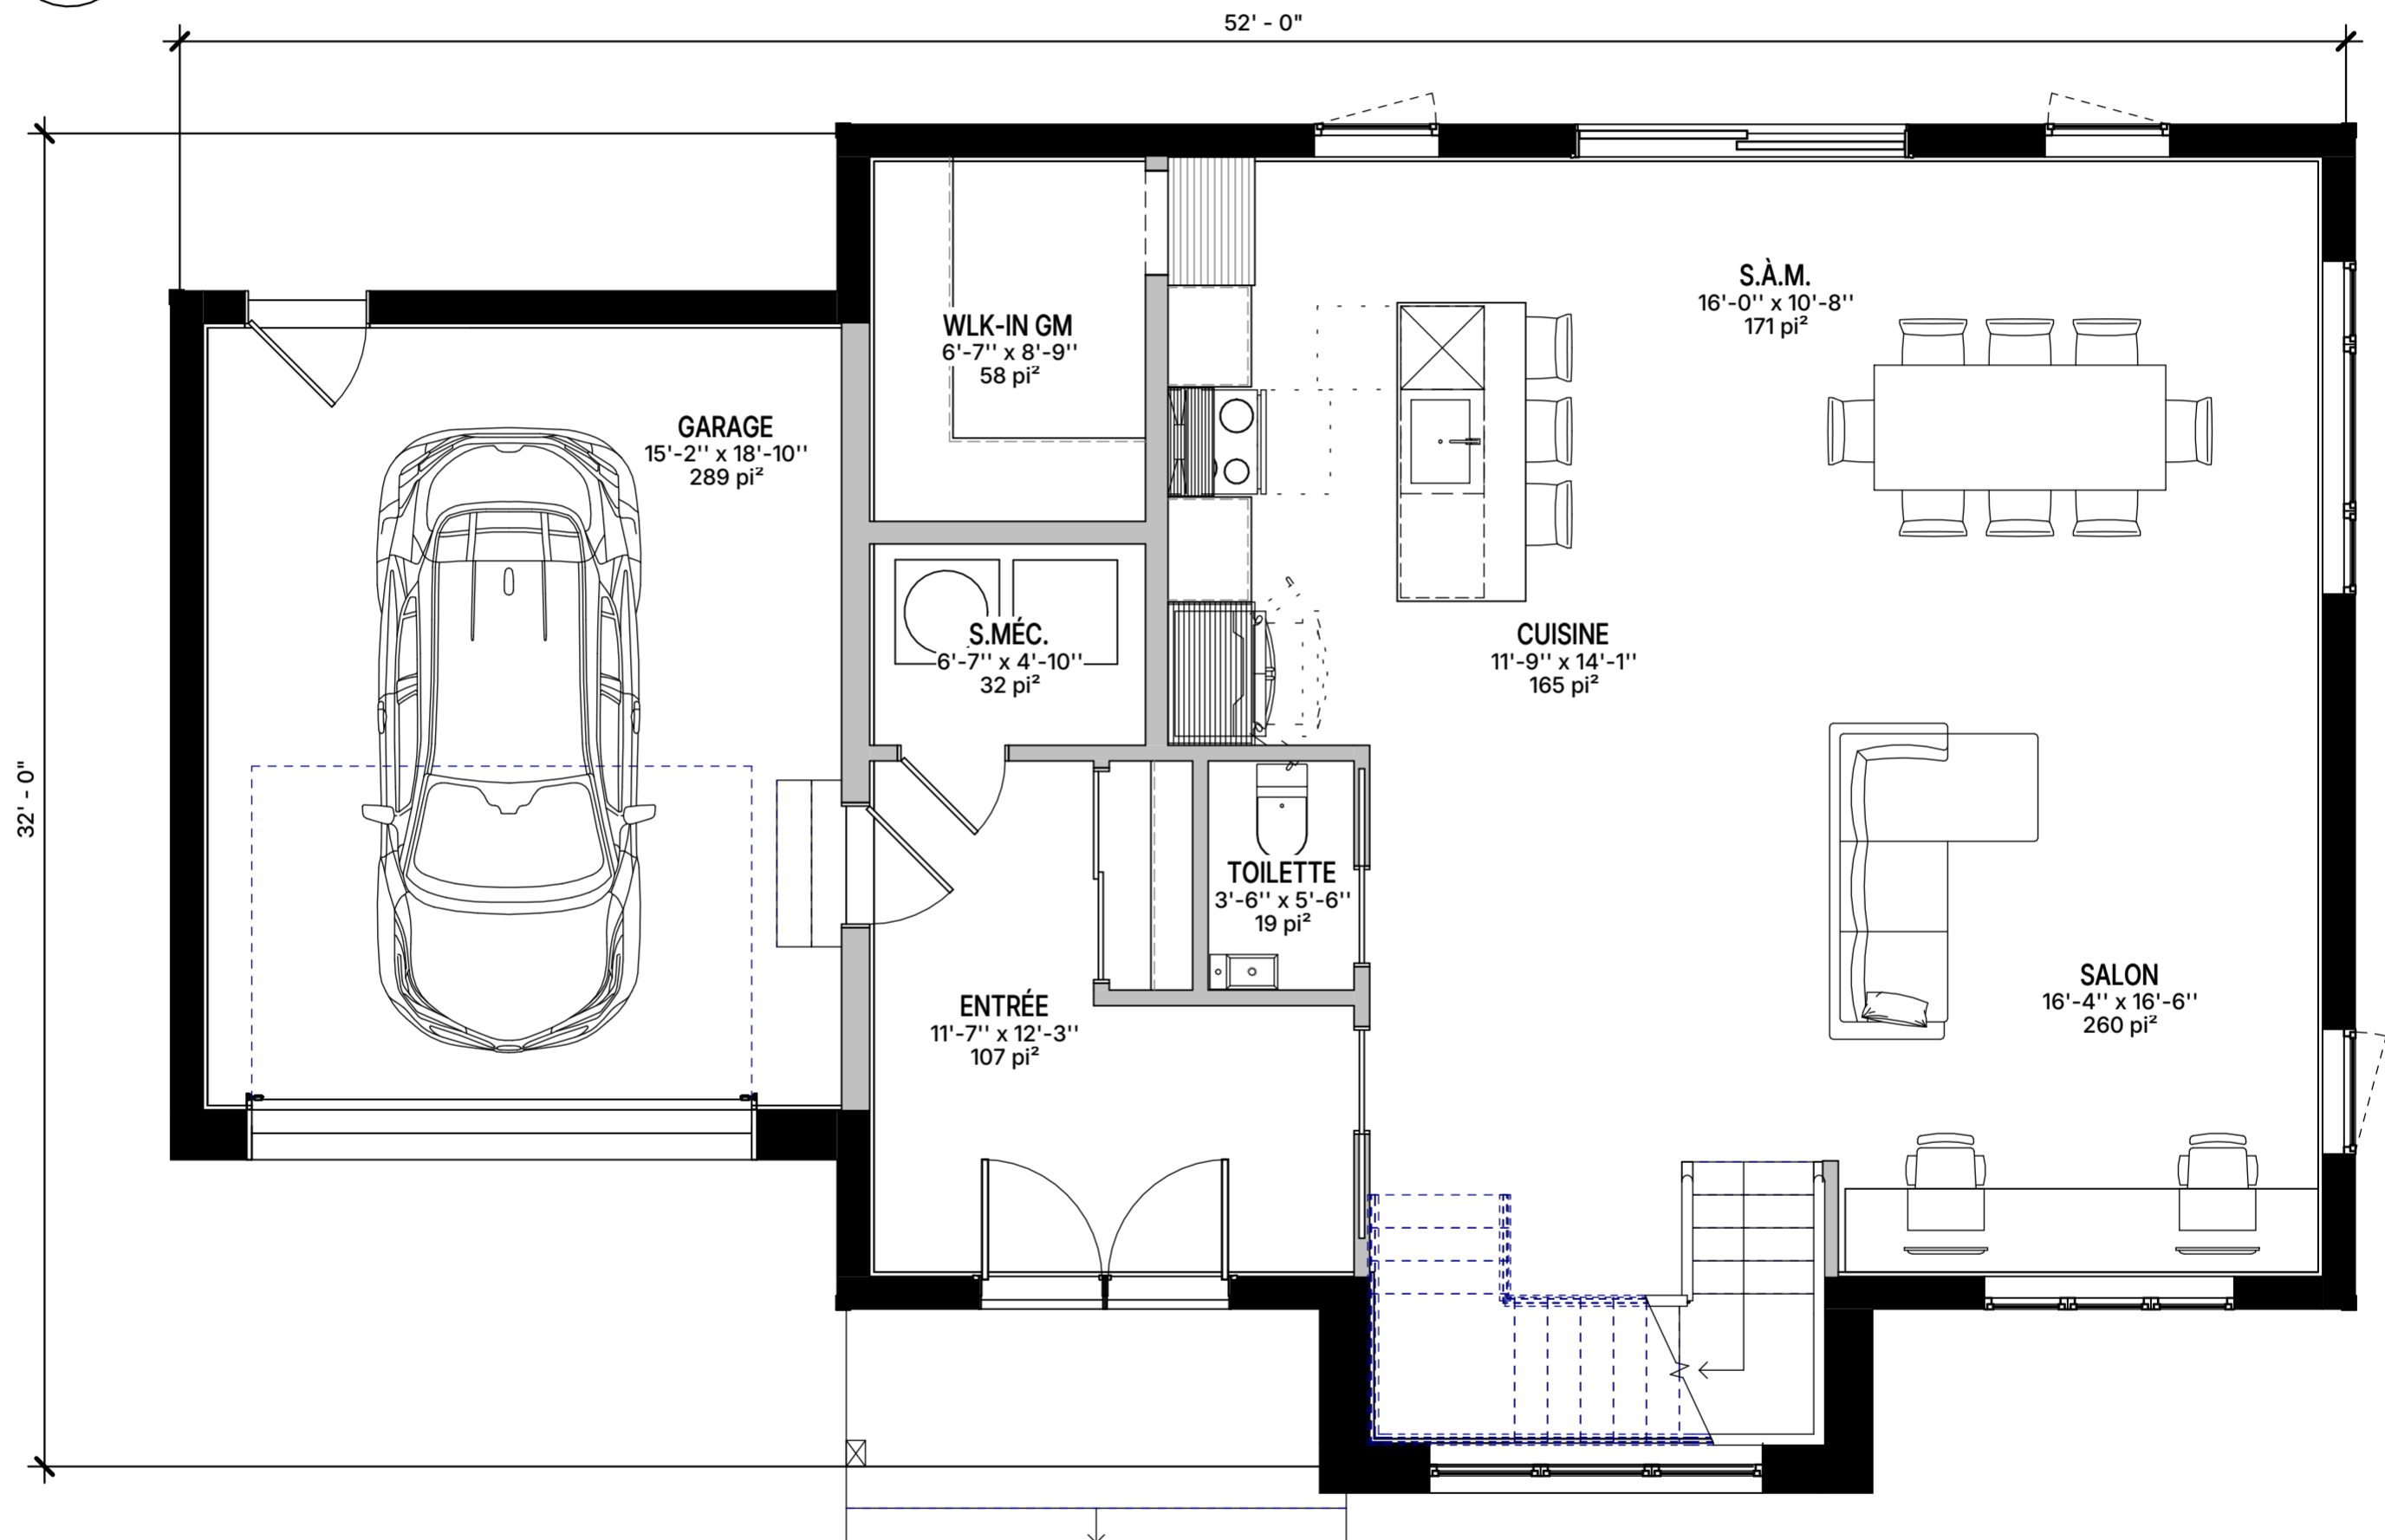 52' - 0"
32' - 0"
S.À.M.
16'-0'' x 10'-8''
171 pi²
WLK-IN GM
6'-7'' x 8'-9''
58 pi²
GARAGE
15'-2'' x 18'-10''
289 pi²
S.MÉC.
6'-7'' x 4'-10''
32 pi²
CUISINE
11'-9'' x 14'-1''
165 pi²
TOILETTE
3'-6'' x 5'-6''
19 pi²
ENTRÉE
11'-7'' x 12'-3''
107 pi²
SALON
16'-4'' x 16'-6''
260 pi²